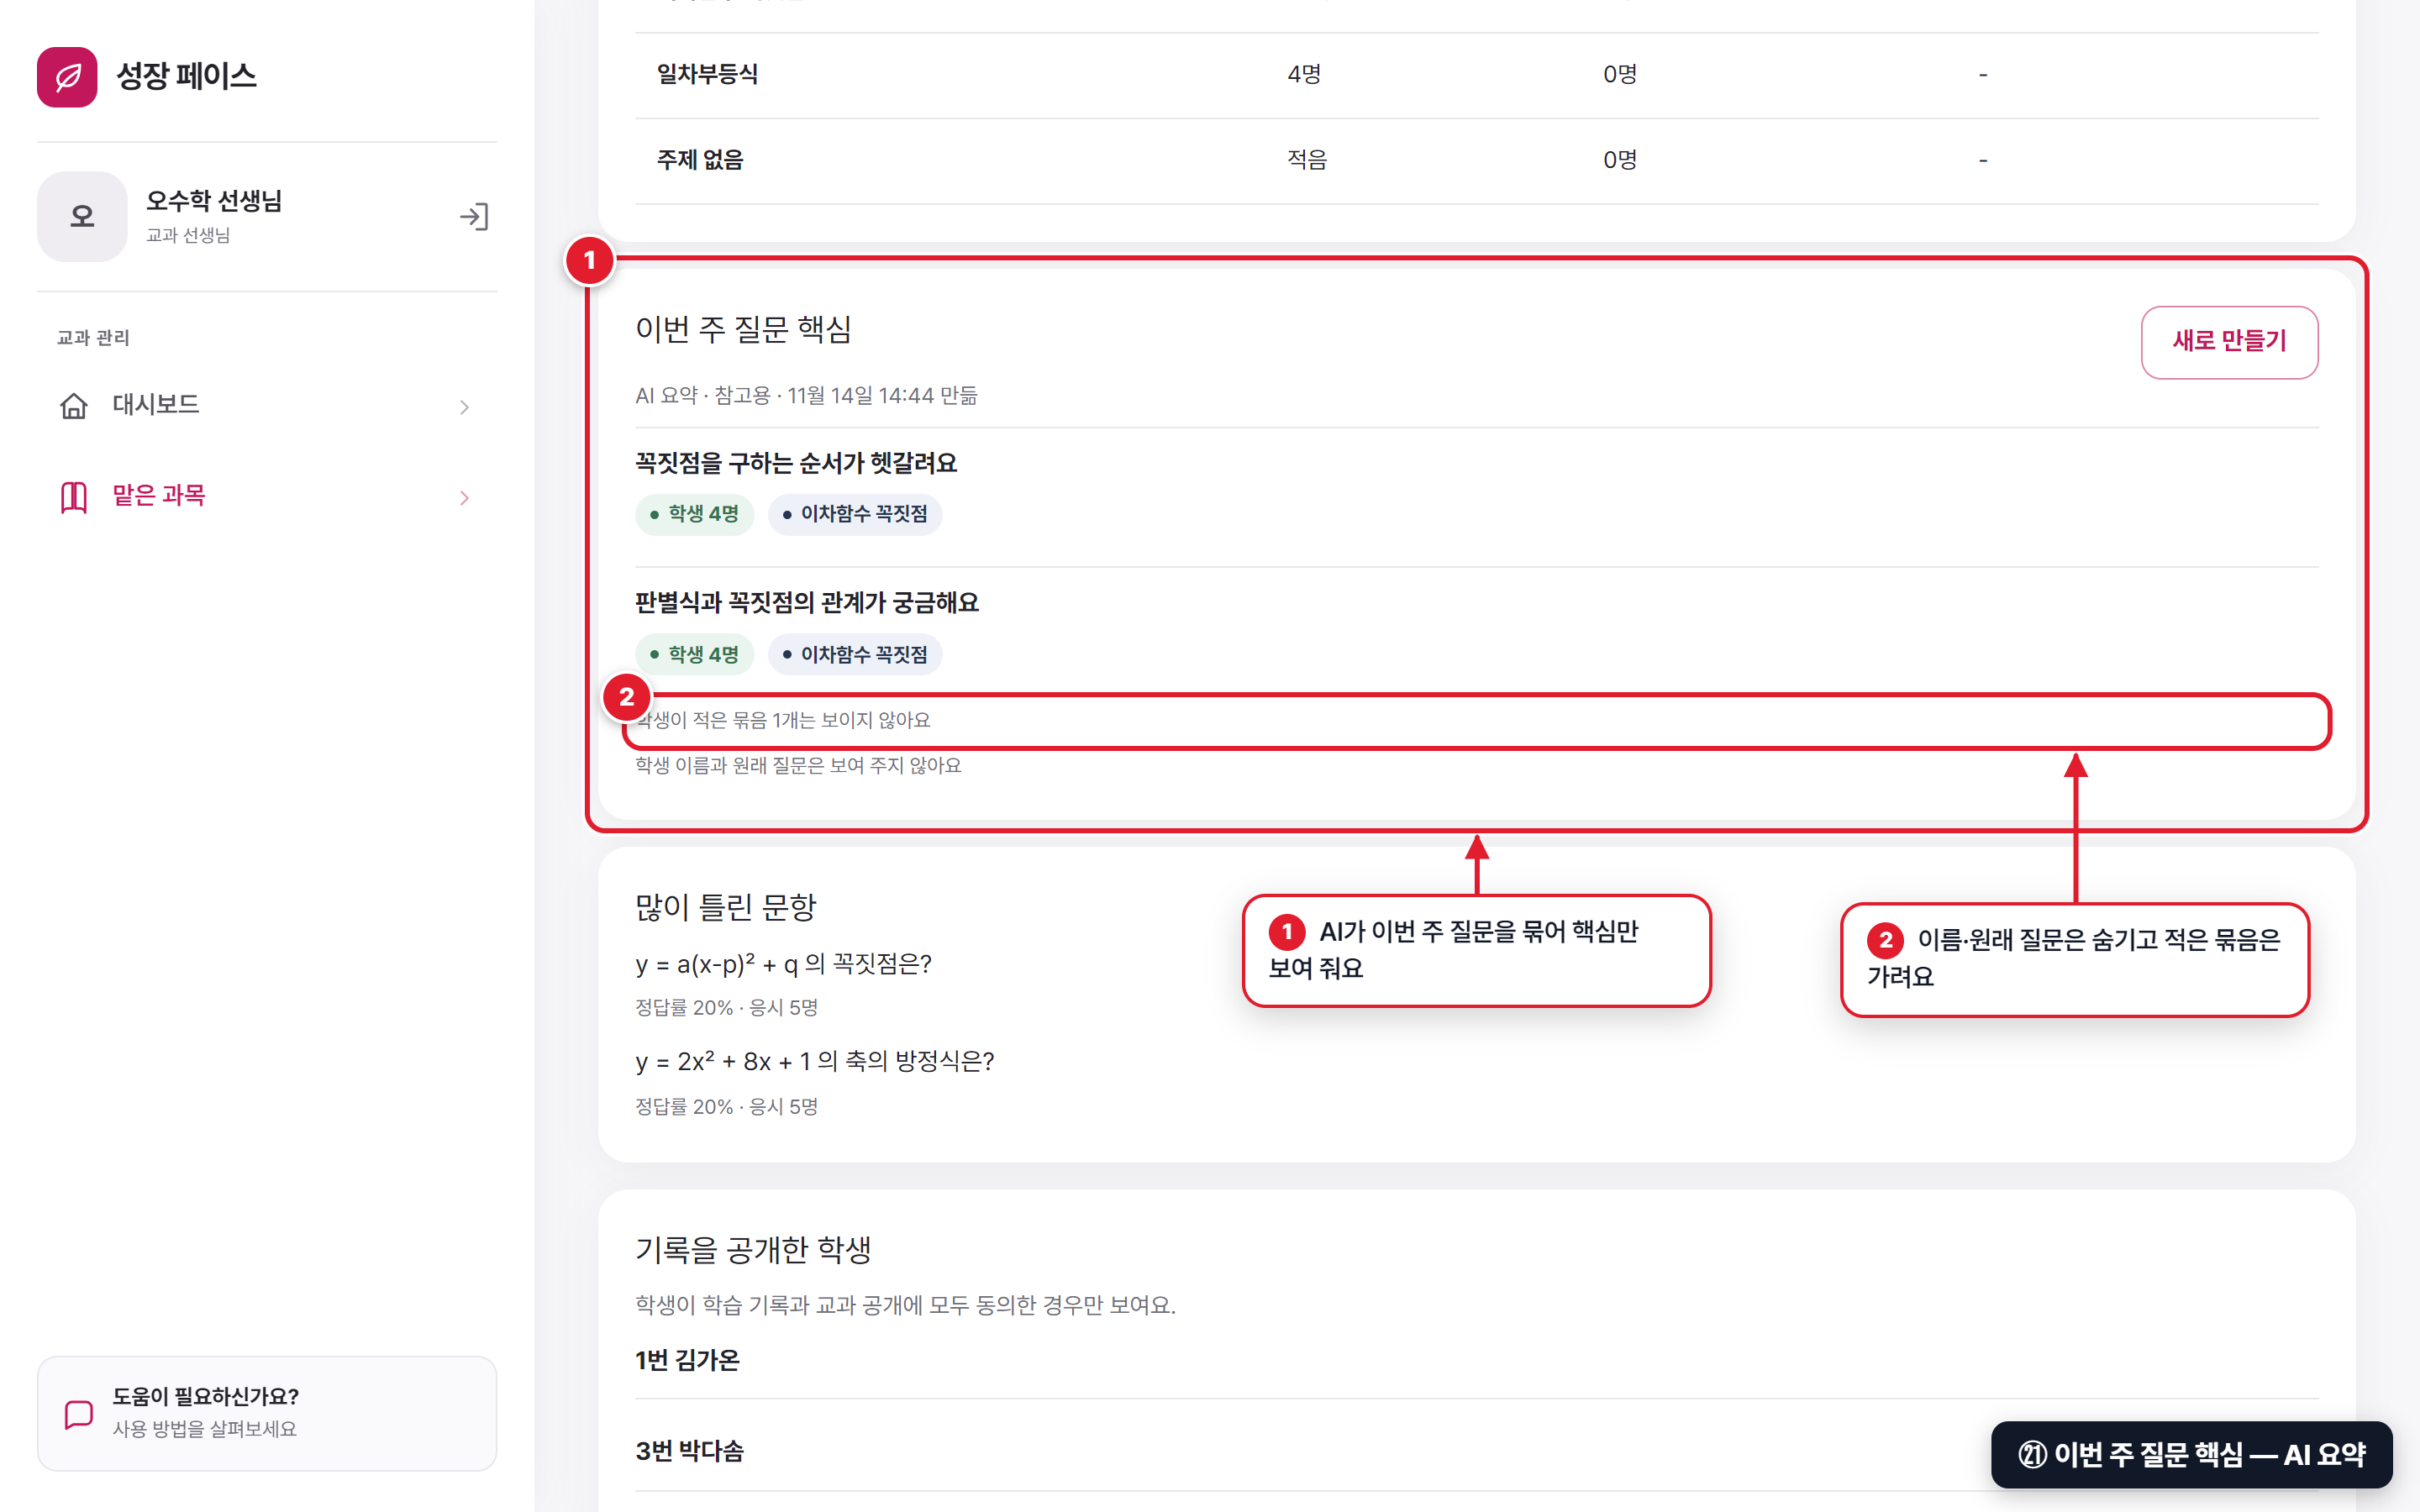 성장 페이스
오
오수학 선생님
교과 선생님
교과 관리
대시보드
맡은 과목
도움이 필요하신가요?
사용 방법을 살펴보세요
일차부등식 4명 0명 -
주제 없음 적음 0명 -
1
이번 주 질문 핵심
새로 만들기
AI 요약 · 참고용 · 11월 14일 14:44 만듦
꼭짓점을 구하는 순서가 헷갈려요
학생 4명 이차함수 꼭짓점
판별식과 꼭짓점의 관계가 궁금해요
학생 4명 이차함수 꼭짓점
2
학생이 적은 묶음 1개는 보이지 않아요
학생 이름과 원래 질문은 보여 주지 않아요
많이 틀린 문항
y = a(x-p)² + q 의 꼭짓점은?
정답률 20% · 응시 5명
y = 2x² + 8x + 1 의 축의 방정식은?
정답률 20% · 응시 5명
1 AI가 이번 주 질문을 묶어 핵심만
보여 줘요
2 이름·원래 질문은 숨기고 적은 묶음은
가려요
기록을 공개한 학생
학생이 학습 기록과 교과 공개에 모두 동의한 경우만 보여요.
1번 김가온
3번 박다솜
㉑ 이번 주 질문 핵심 — AI 요약